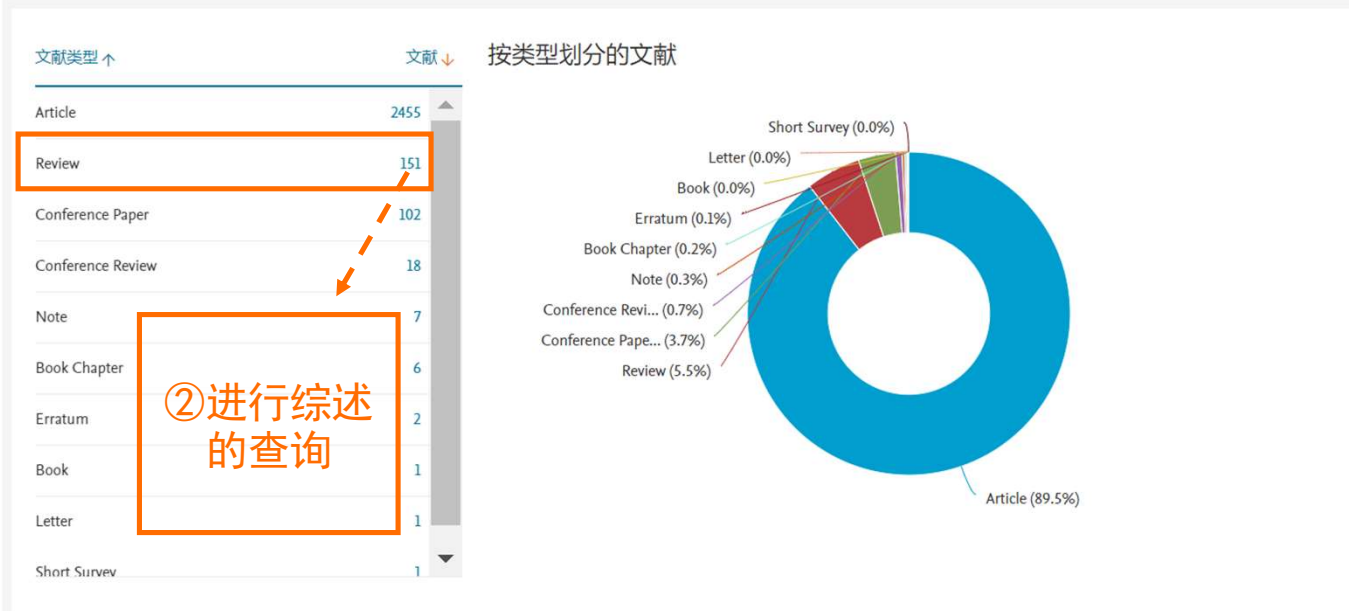 文献类型↑ 文献↓
Article 2455
Review 151
Conference Paper 102
Conference Review 18
Note 7
Book Chapter 6
Erratum 2
Book 1
Letter 1
Short Survey 1
②进行综述
的查询
按类型划分的文献
Short Survey (0.0%)
Letter (0.0%)
Book (0.0%)
Erratum (0.1%)
Book Chapter (0.2%)
Note (0.3%)
Conference Revi... (0.7%)
Conference Pape... (3.7%)
Review (5.5%)
Article (89.5%)